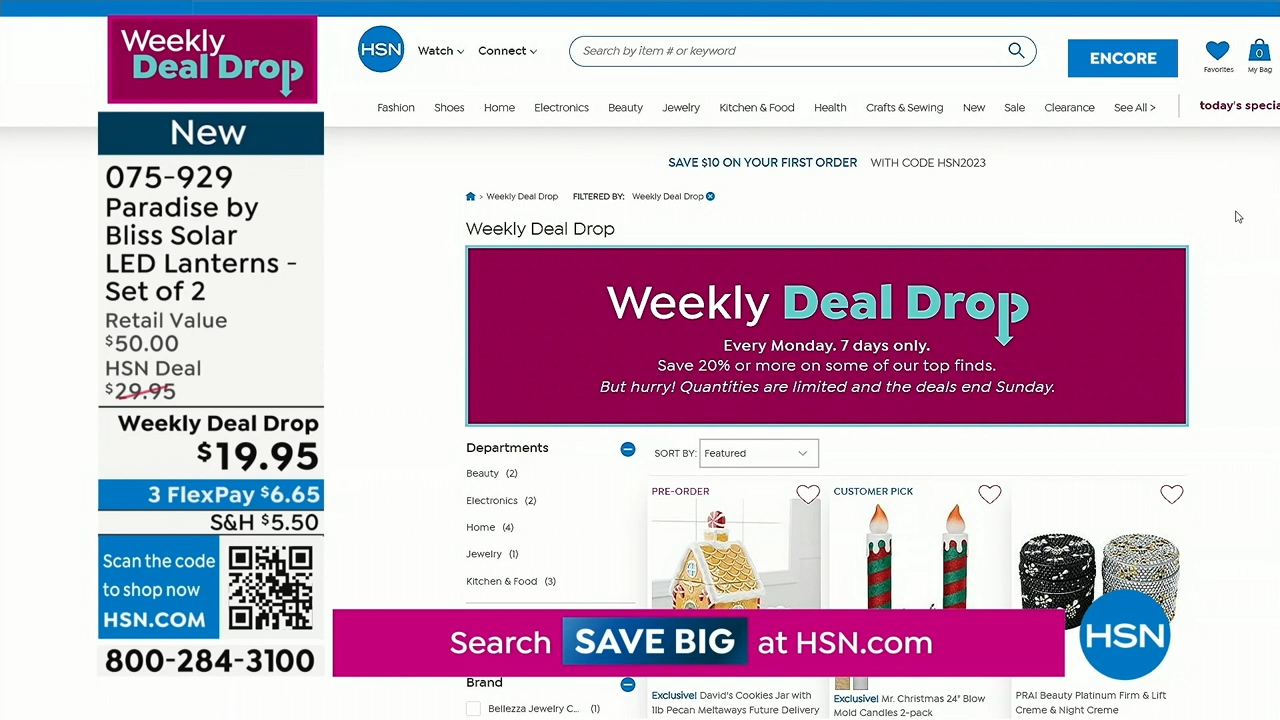 Weekly
Deal Drop
New
075-929
Paradise by
Bliss Solar
LED Lanterns -
Set of 2
Retail Value
$50.00
HSN Deal
$29.95
Weekly Deal Drop
$19.95
3 FlexPay $6.65
S&H $5.50
Scan the code
to shop now
HSN.COM
800-284-3100
HSN
Watch
Connect
Search by item # or keyword
ENCORE
Favorites
0
My Bag
Fashion Shoes Home Electronics Beauty Jewelry Kitchen & Food Health Crafts & Sewing New Sale Clearance See All > today's specia
SAVE $10 ON YOUR FIRST ORDER WITH CODE HSN2023
> Weekly Deal Drop FILTERED BY: Weekly Deal Drop
Weekly Deal Drop
Weekly Deal Drop
Every Monday. 7 days only.
Save 20% or more on some of our top finds.
But hurry! Quantities are limited and the deals end Sunday.
Departments
Beauty (2)
Electronics (2)
Home (4)
Jewelry (1)
Kitchen & Food (3)
SORT BY: Featured
PRE-ORDER
CUSTOMER PICK
Search SAVE BIG at HSN.com
HSN
Brand
Bellezza Jewelry C... (1)
Exclusive! David's Cookies Jar with
1lb Pecan Meltaways Future Delivery
Exclusive! Mr. Christmas 24" Blow
Mold Candles 2-pack
PRAI Beauty Platinum Firm & Lift
Creme & Night Creme